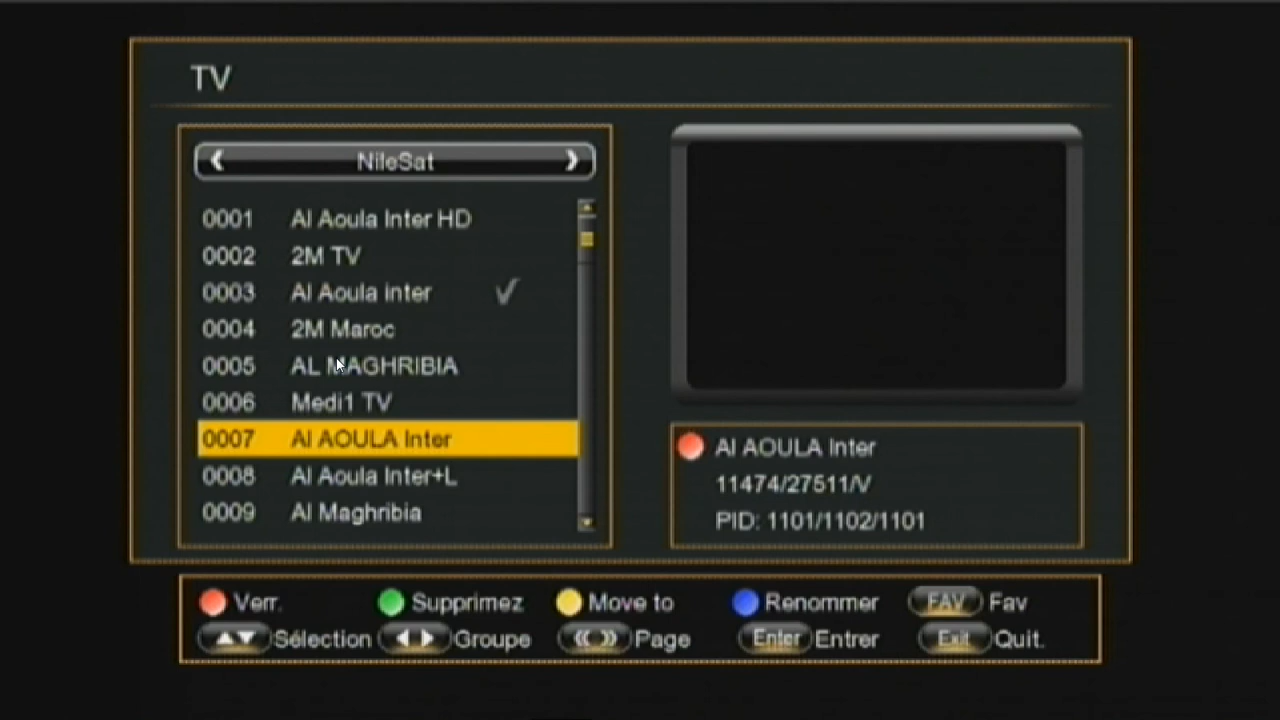 TV
NileSat
0001 Al Aoula Inter HD
0002 2M TV
0003 Al Aoula inter
0004 2M Maroc
0005 AL MAGHRIBIA
0006 Medi1 TV
0007 Al AOULA Inter
0008 Al Aoula Inter+L
0009 Al Maghribia
Al AOULA Inter
11474/27511/V
PID: 1101/1102/1101
Verr. Supprimez Move to Renommer FAV Fav
Sélection Groupe Page Enter Entrer Exit Quit.